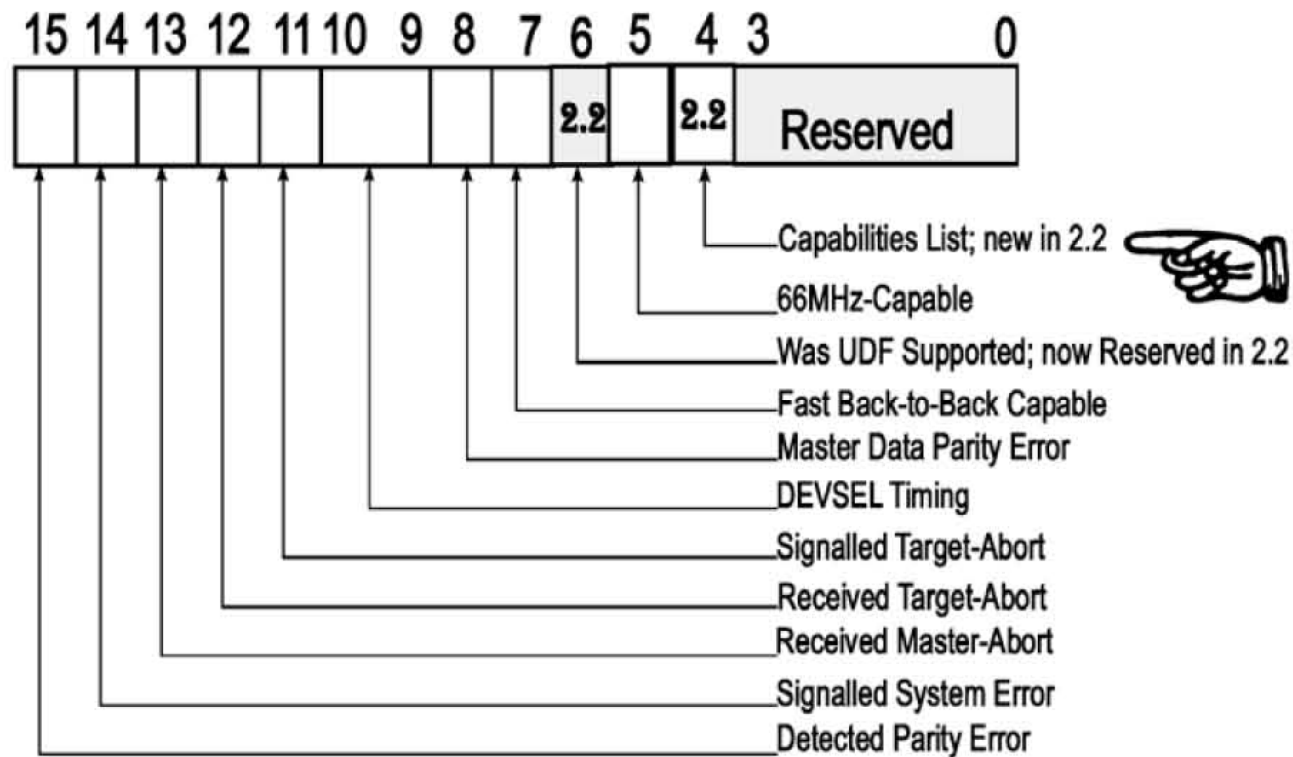 15 14 13 12 11 10 9 8 7 6 5 4 3 0
2.2 2.2 Reserved
Capabilities List; new in 2.2
66MHz-Capable
Was UDF Supported; now Reserved in 2.2
Fast Back-to-Back Capable
Master Data Parity Error
DEVSEL Timing
Signalled Target-Abort
Received Target-Abort
Received Master-Abort
Signalled System Error
Detected Parity Error